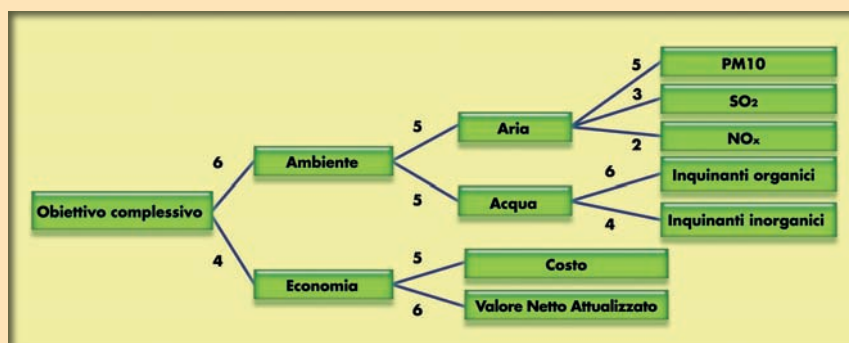 5
PM10
3
SO₂
5
Aria
2
NOₓ
6
Ambiente
6
Inquinanti organici
5
Acqua
4
Inquinanti inorganici
Obiettivo complessivo
4
5
Costo
Economia
6
Valore Netto Attualizzato